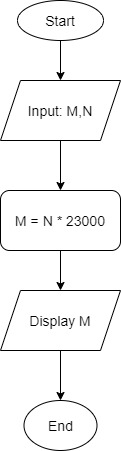 Start
Input: M,N
M = N * 23000
Display M
End